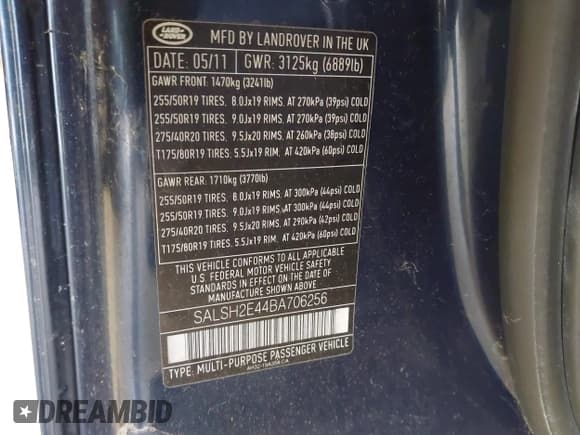 LAND ROVER
MFD BY LANDROVER IN THE UK
DATE: 05/11 GWR: 3125kg (6889lb)
GAWR FRONT: 1470kg (3241lb)
255/50R19 TIRES, 8.0Jx19 RIMS, AT 270kPa (39psi) COLD
255/50R19 TIRES, 9.0Jx19 RIMS, AT 270kPa (39psi) COLD
275/40R20 TIRES, 9.5Jx20 RIMS, AT 260kPa (38psi) COLD
T175/80R19 TIRES, 5.5Jx19 RIM, AT 420kPa (60psi) COLD
GAWR REAR: 1710kg (3770lb)
255/50R19 TIRES, 8.0Jx19 RIMS, AT 300kPa (44psi) COLD
255/50R19 TIRES, 9.0Jx19 RIMS, AT 300kPa (44psi) COLD
275/40R20 TIRES, 9.5Jx20 RIMS, AT 290kPa (42psi) COLD
T175/80R19 TIRES, 5.5Jx19 RIM, AT 420kPa (60psi) COLD
THIS VEHICLE CONFORMS TO ALL APPLICABLE
U.S. FEDERAL MOTOR VEHICLE SAFETY STANDARDS
IN EFFECT ON THE DATE OF
MANUFACTURE SHOWN ABOVE
SALSH2E44BA706256
TYPE: MULTI-PURPOSE PASSENGER VEHICLE
DREAMBID